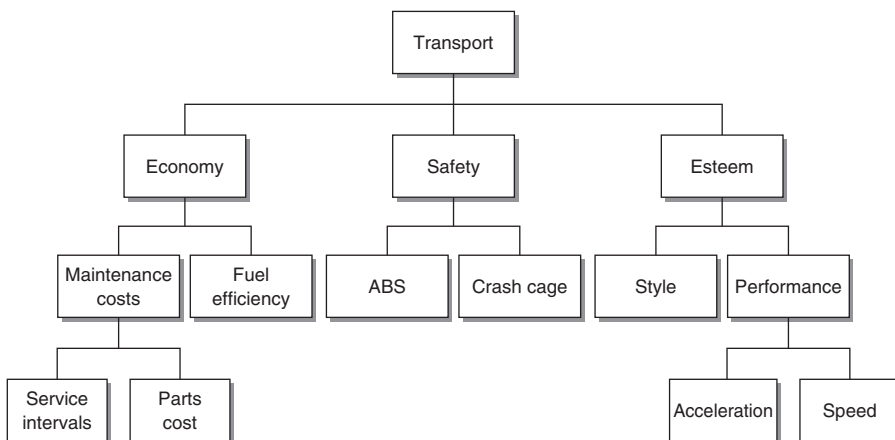 Transport
Economy
Safety
Esteem
Maintenance
costs
Fuel
efficiency
ABS
Crash cage
Style
Performance
Service
intervals
Parts
cost
Acceleration
Speed